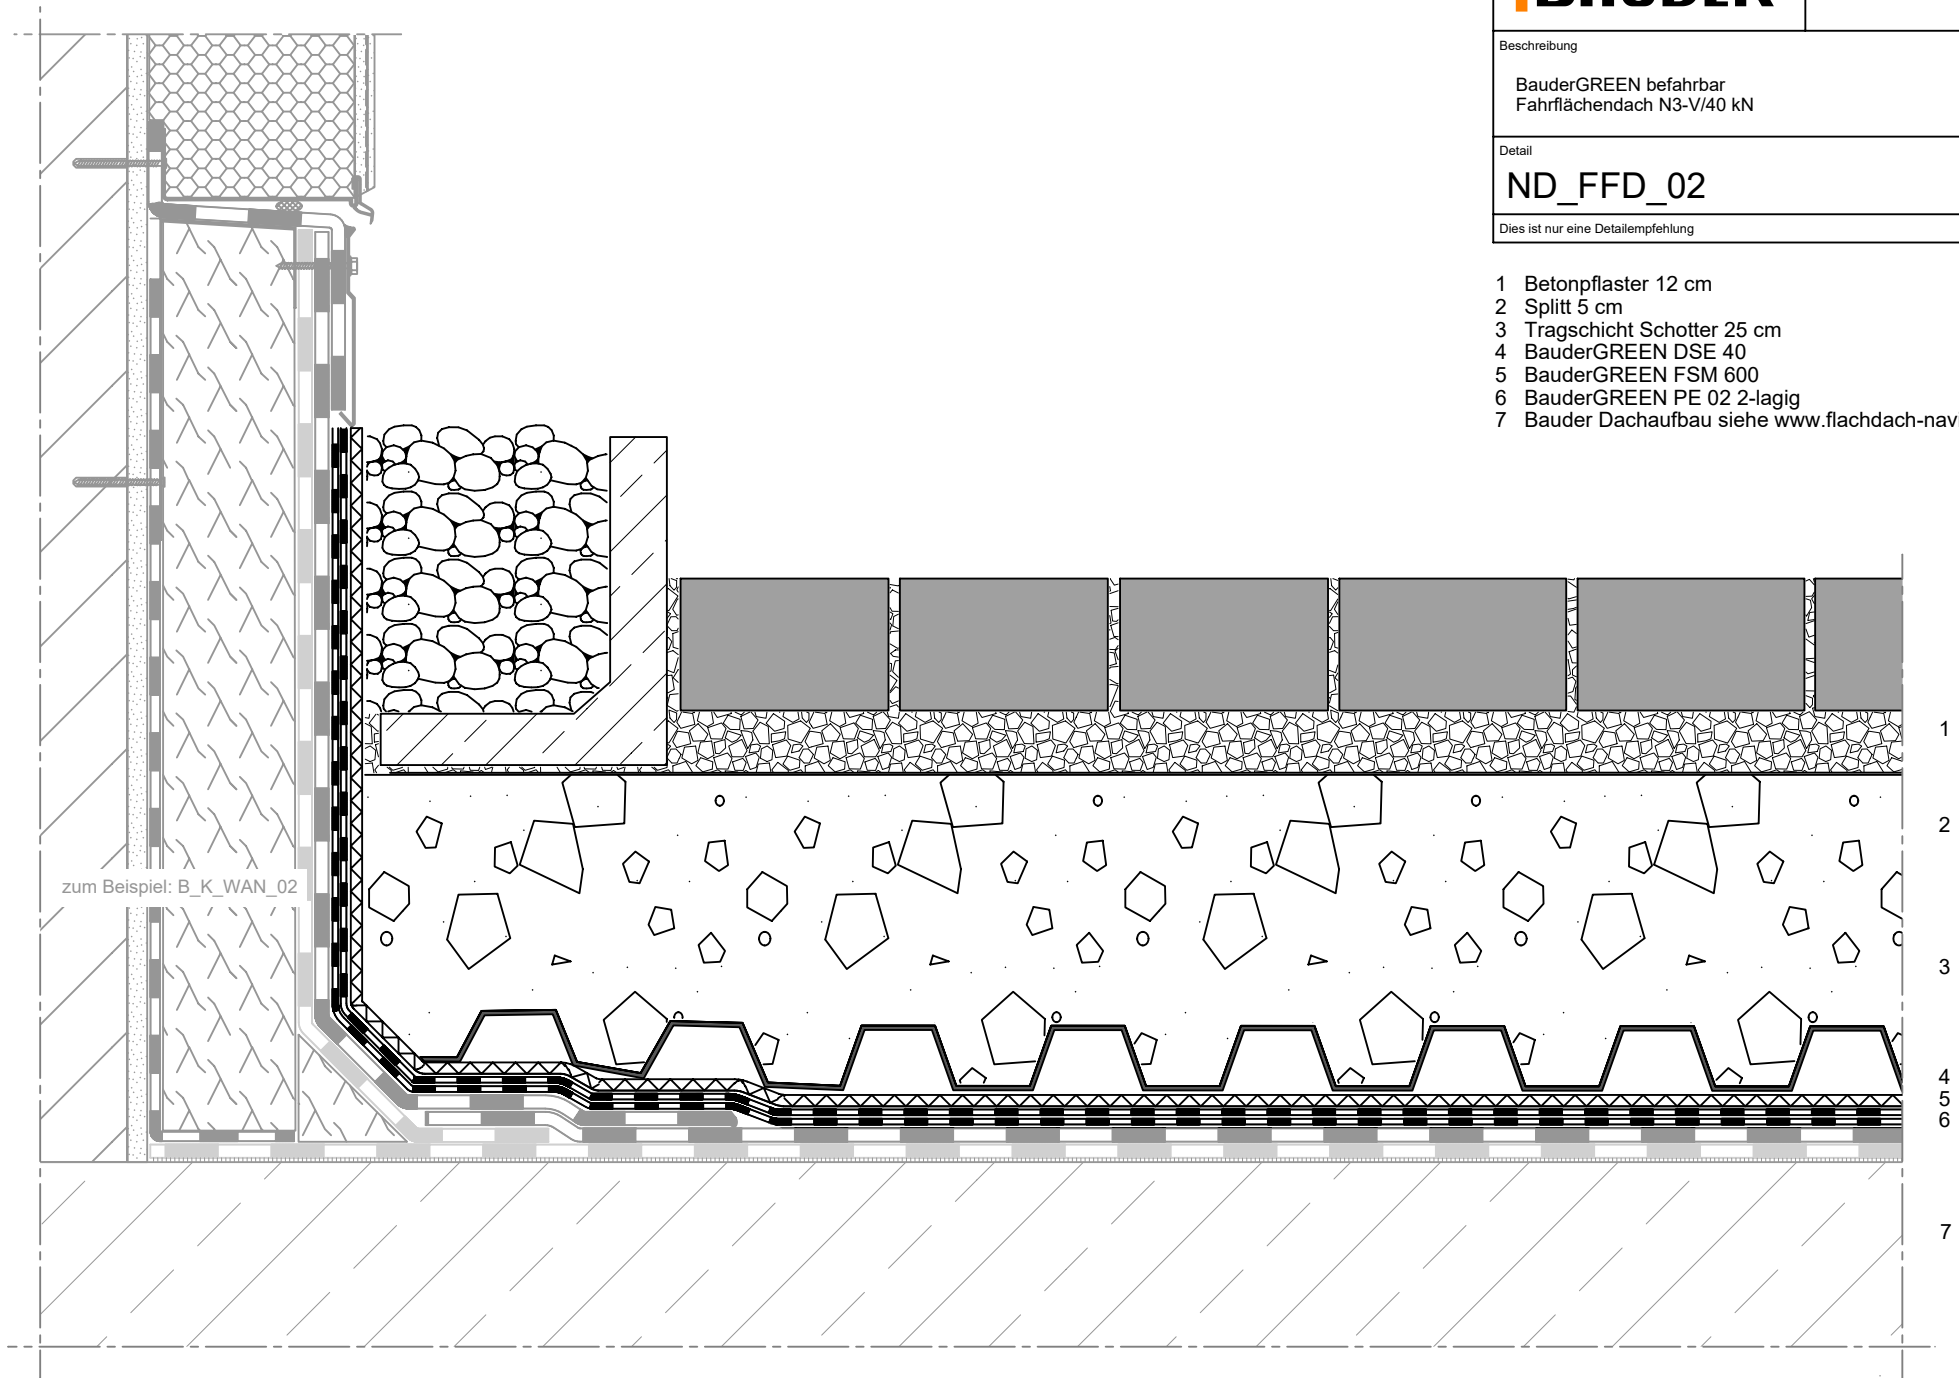 Beschreibung
BauderGREEN befahrbar
Fahrflächendach N3-V/40 kN
Detail
ND_FFD_02
Dies ist nur eine Detailempfehlung
1 Betonpflaster 12 cm
2 Splitt 5 cm
3 Tragschicht Schotter 25 cm
4 BauderGREEN DSE 40
5 BauderGREEN FSM 600
6 BauderGREEN PE 02 2-lagig
7 Bauder Dachaufbau siehe www.flachdach-nav
1
2
zum Beispiel: B_K_WAN_02
3
4
5
6
7